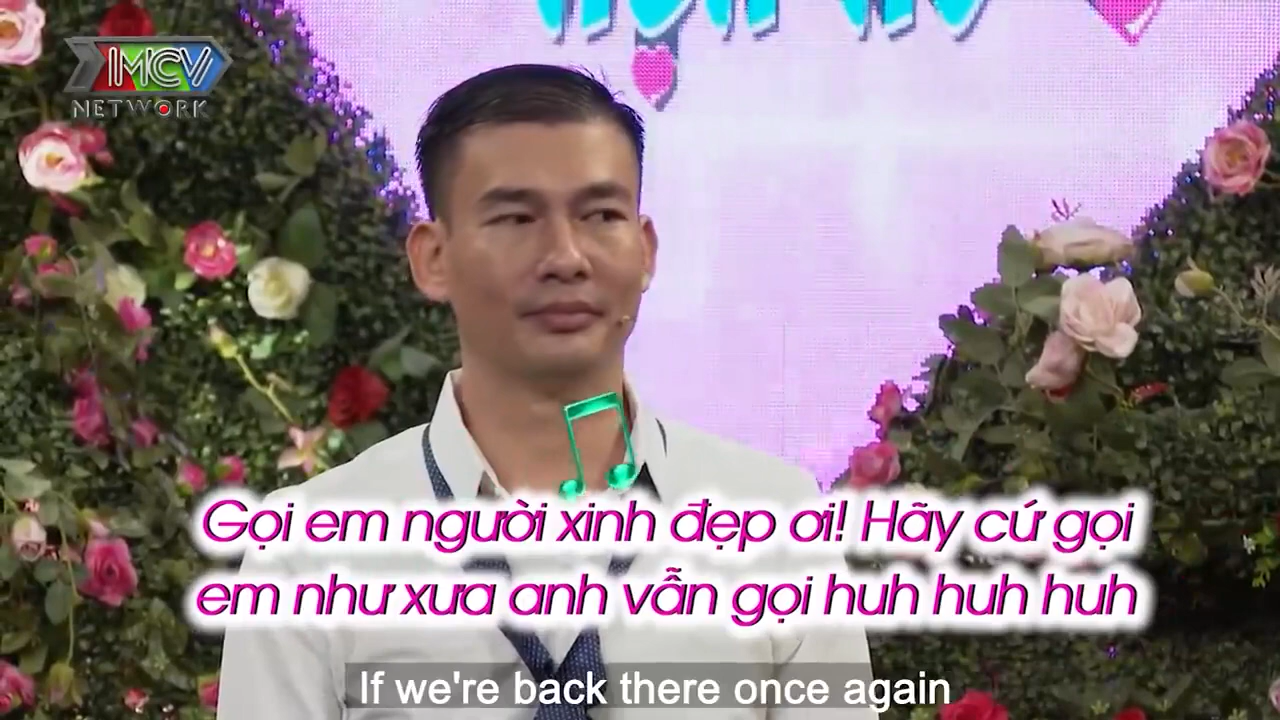 MCV
NETWORK
Gọi em người xinh đẹp ơi! Hãy cứ gọi
em như xưa anh vẫn gọi huh huh huh
If we're back there once again